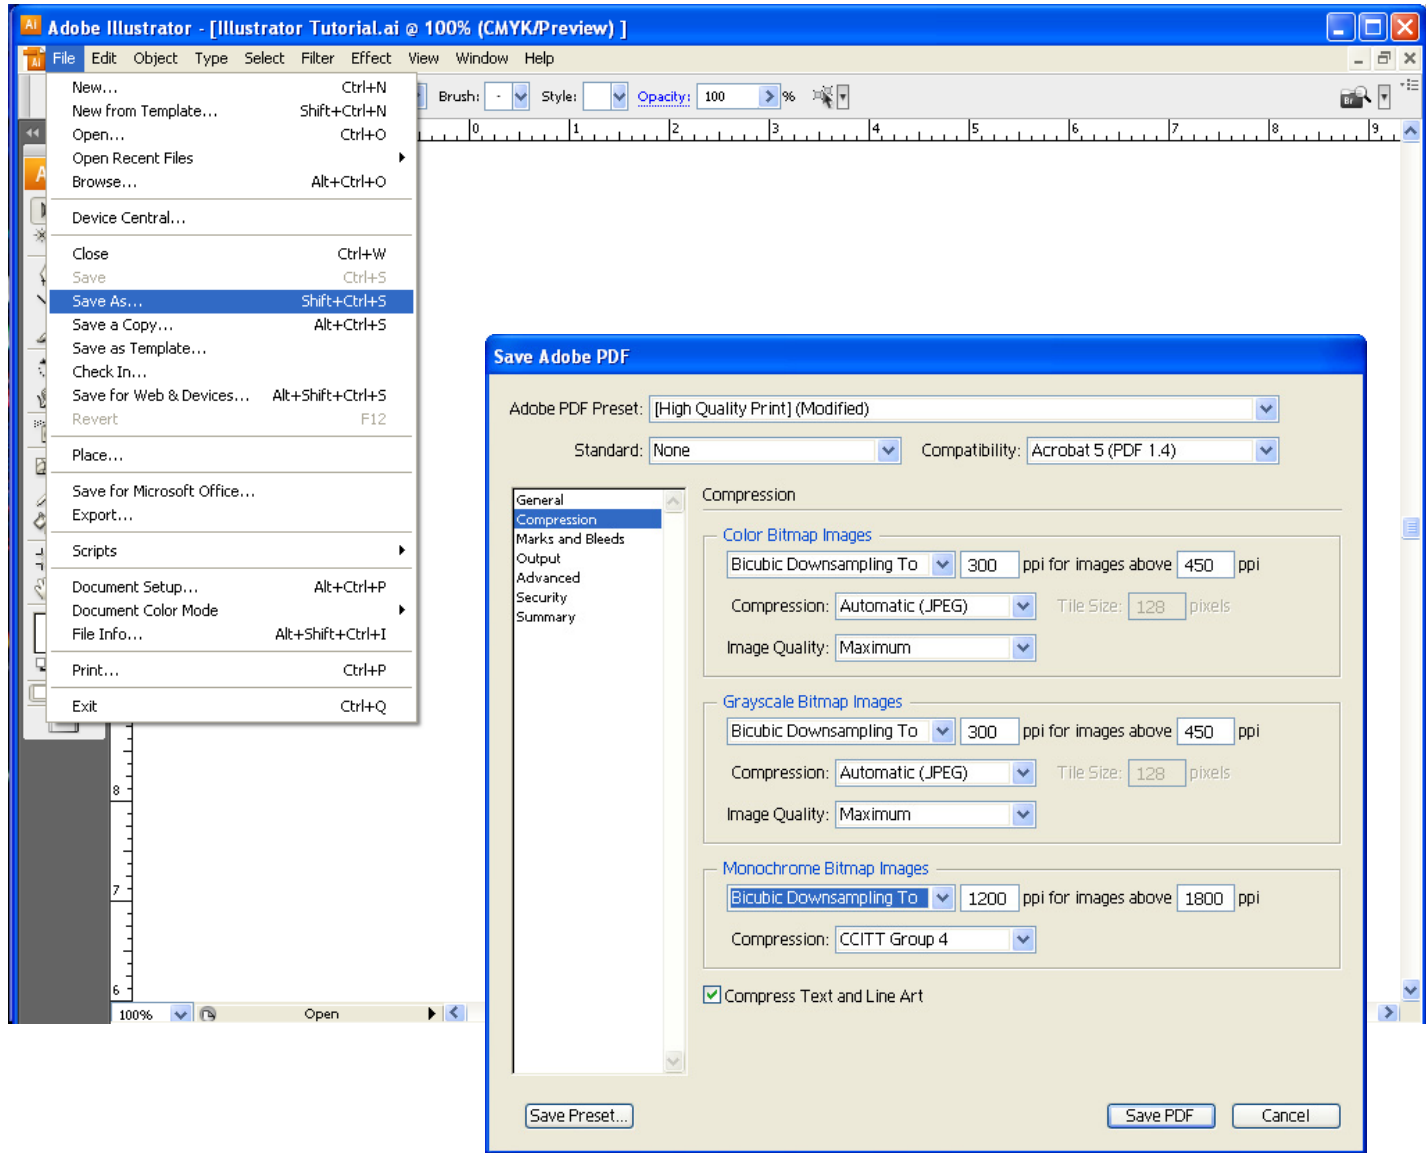 Ai Adobe Illustrator - [Illustrator Tutorial.ai @ 100% (CMYK/Preview) ]
Ai File Edit Object Type Select Filter Effect View Window Help
Brush: - Style: Opacity: 100 % Br
New... Ctrl+N
New from Template... Shift+Ctrl+N
Open... Ctrl+O
Open Recent Files
Browse... Alt+Ctrl+O
Device Central...
Close Ctrl+W
Save Ctrl+S
Save As... Shift+Ctrl+S
Save a Copy... Alt+Ctrl+S
Save as Template...
Check In...
Save for Web & Devices... Alt+Shift+Ctrl+S
Revert F12
Place...
Save for Microsoft Office...
Export...
Scripts
Document Setup... Alt+Ctrl+P
Document Color Mode
File Info... Alt+Shift+Ctrl+I
Print... Ctrl+P
Exit Ctrl+Q
0 1 2 3 4 5 6 7 8 9
8
7
6
100% Open
Save Adobe PDF
Adobe PDF Preset: [High Quality Print] (Modified)
Standard: None Compatibility: Acrobat 5 (PDF 1.4)
General
Compression
Marks and Bleeds
Output
Advanced
Security
Summary
Compression
Color Bitmap Images
Bicubic Downsampling To 300 ppi for images above 450 ppi
Compression: Automatic (JPEG) Tile Size: 128 pixels
Image Quality: Maximum
Grayscale Bitmap Images
Bicubic Downsampling To 300 ppi for images above 450 ppi
Compression: Automatic (JPEG) Tile Size: 128 pixels
Image Quality: Maximum
Monochrome Bitmap Images
Bicubic Downsampling To 1200 ppi for images above 1800 ppi
Compression: CCITT Group 4
Compress Text and Line Art
Save Preset... Save PDF Cancel